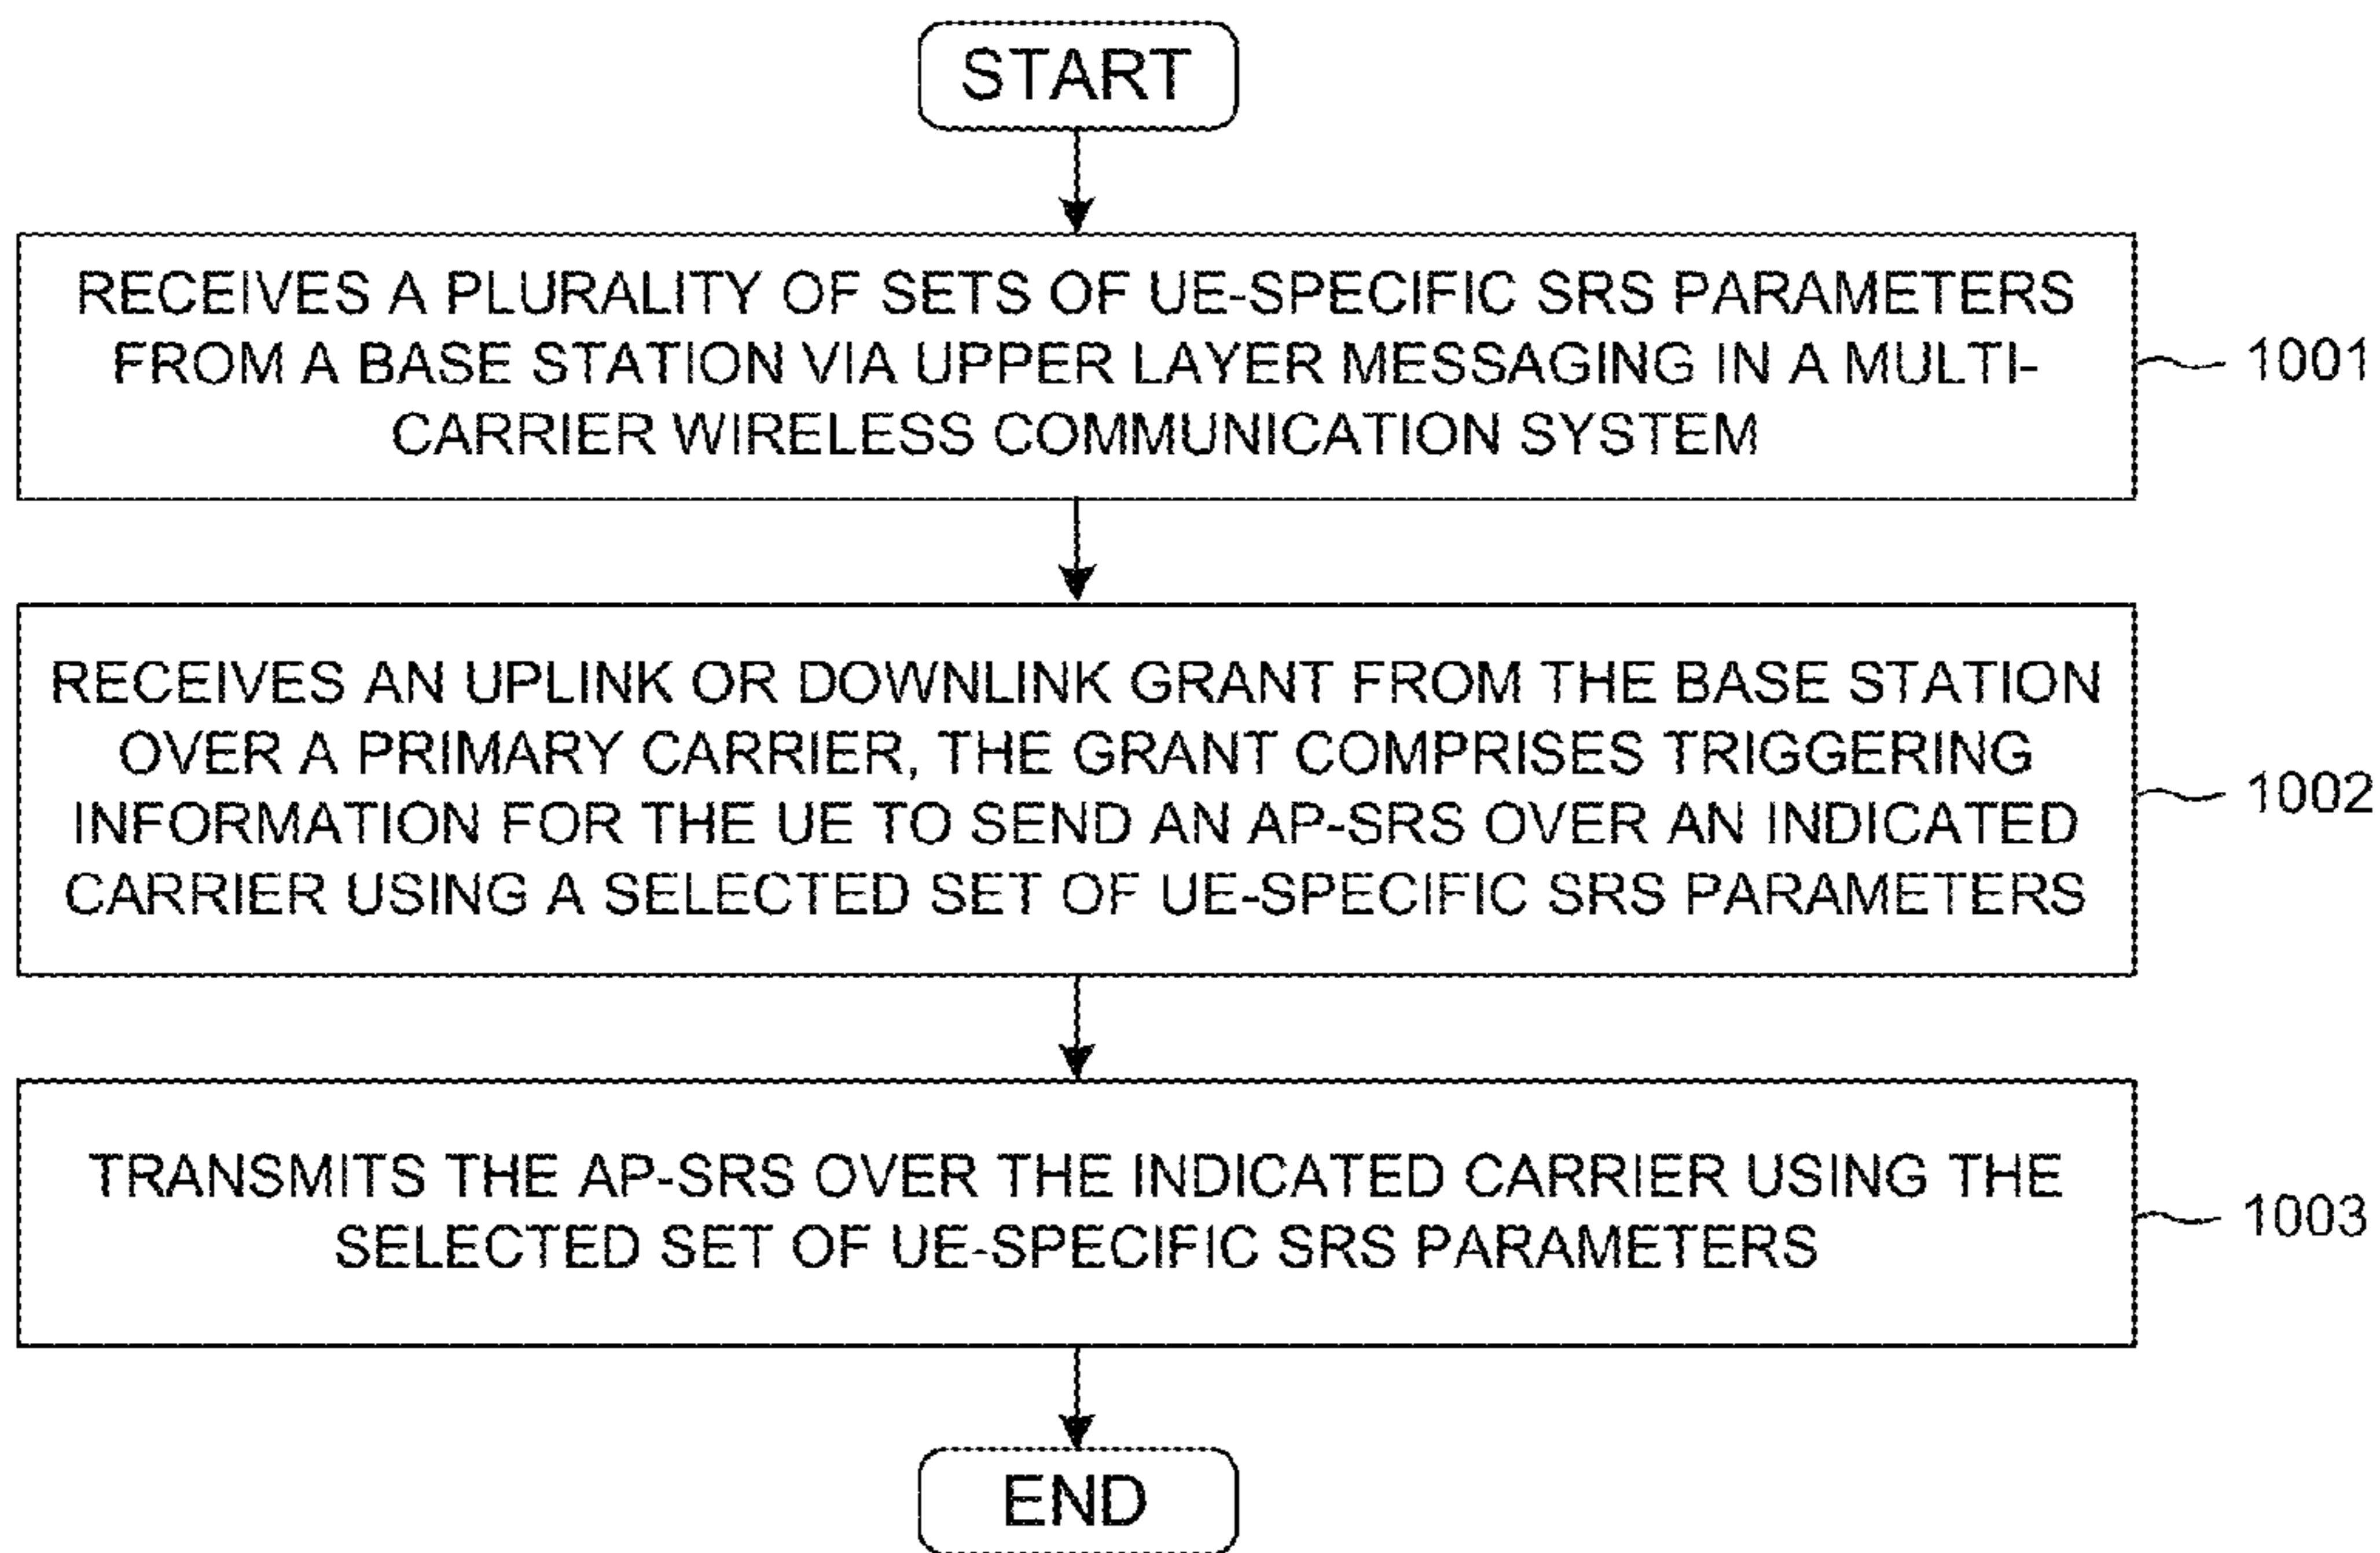 START
RECEIVES A PLURALITY OF SETS OF UE-SPECIFIC SRS PARAMETERS
FROM A BASE STATION VIA UPPER LAYER MESSAGING IN A MULTI-
CARRIER WIRELESS COMMUNICATION SYSTEM
1001
RECEIVES AN UPLINK OR DOWNLINK GRANT FROM THE BASE STATION
OVER A PRIMARY CARRIER, THE GRANT COMPRISES TRIGGERING
INFORMATION FOR THE UE TO SEND AN AP-SRS OVER AN INDICATED
CARRIER USING A SELECTED SET OF UE-SPECIFIC SRS PARAMETERS
1002
TRANSMITS THE AP-SRS OVER THE INDICATED CARRIER USING THE
SELECTED SET OF UE-SPECIFIC SRS PARAMETERS
1003
END